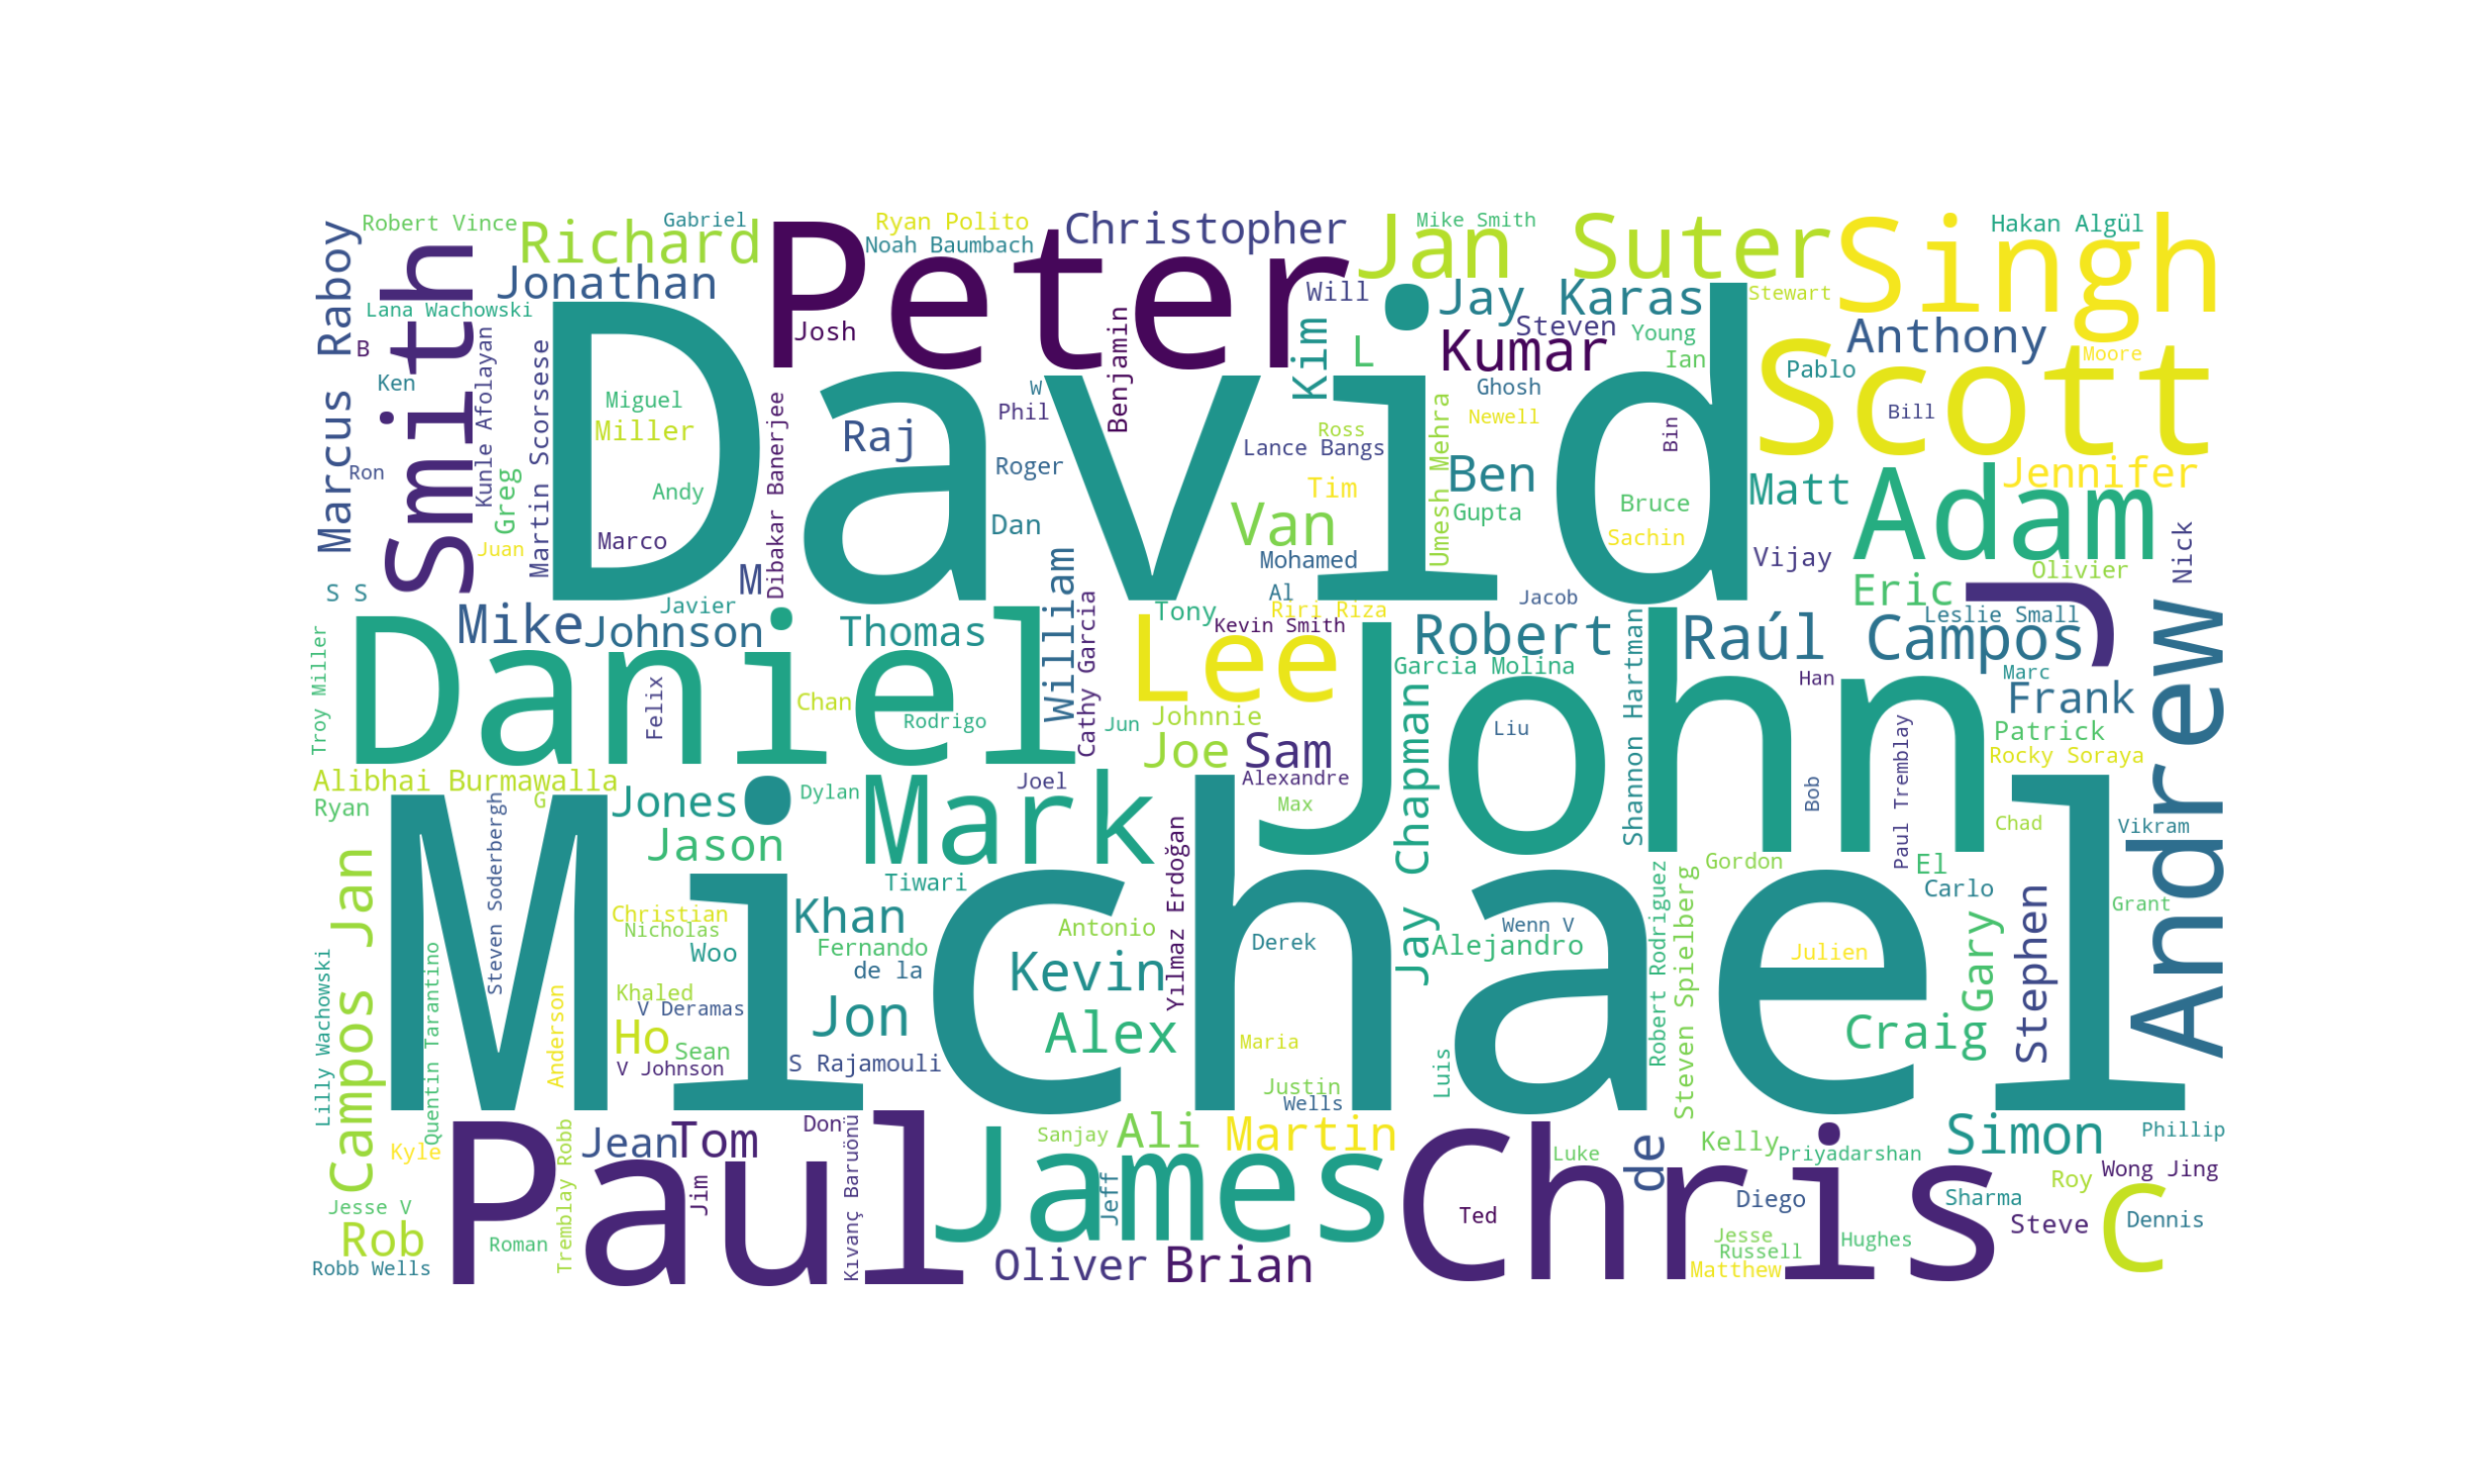 Marcus Raboy
Robert Vince
Smith
Richard
Gabriel
Peter
Ryan Polito
Noah Baumbach
Christopher
Jan Suter
Mike Smith
Singh
Hakan Algül
Jonathan
Lana Wachowski
B
Ken
Ron
Kunle Afolayan
Greg
Juan
Martin Scorsese
David
Josh
Will
Jay Karas
Steven
Stewart
Young
Ian
Kumar
Anthony
Moore
Pablo
Scott
Bill
Kim
L
Benjamin
W
Phil
Miguel
Miller
Andy
Marco
Dibakar Banerjee
M
Raj
Roger
Dan
Ghosh
Newell
Ross
Lance Bangs
Tim
Van
Mohamed
Al
Umesh Mehra
Ben
Gupta
Bin
Bruce
Sachin
Matt
Vijay
Adam
Jennifer
Nick
Olivier
Eric
J
Leslie Small
S S
Troy Miller
Daniel
Mike
Johnson
Javier
Thomas
William
Cathy Garcia
Tony
Riri Riza
Kevin Smith
Lee
Jacob
Robert
Garcia Molina
Shannon Hartman
Raúl Campos
Marc
Frank
Andrew
Han
Patrick
Rocky Soraya
Felix
Chan
Rodrigo
Jun
Johnnie
Joe
Sam
John
Liu
Bob
Paul Tremblay
Alibhai Burmawalla
Ryan
G
Jones
Dylan
Joel
Alexandre
Max
Jay Chapman
Chad
Vikram
Mark
Jason
Tiwari
Michael
Campos Jan
Steven Soderbergh
Khan
Yılmaz Erdoğan
Gordon
El
Carlo
Grant
Christian
Nicholas
Woo
Fernando
de la
Antonio
Kevin
Derek
Wenn V
Alejandro
Robert Rodriguez
Steven Spielberg
Julien
Gary
Stephen
Lilly Wachowski
Quentin Tarantino
Anderson
Khaled
V Deramas
Ho
Sean
V Johnson
Jon
S Rajamouli
Alex
Maria
Justin
Wells
Luis
Craig
Paul
Kyle
Jesse V
Rob
Robb Wells
Roman
Tremblay Robb
Jean
Tom
Jim
Don
Kıvanç Baruönü
James
Sanjay
Ali
Jeff
Martin
Oliver
Brian
Chris
Ted
Luke
de
Kelly
Priyadarshan
Diego
Jesse
Russell
Matthew
Hughes
Simon
Sharma
Steve
Roy
Phillip
Wong Jing
C
Dennis